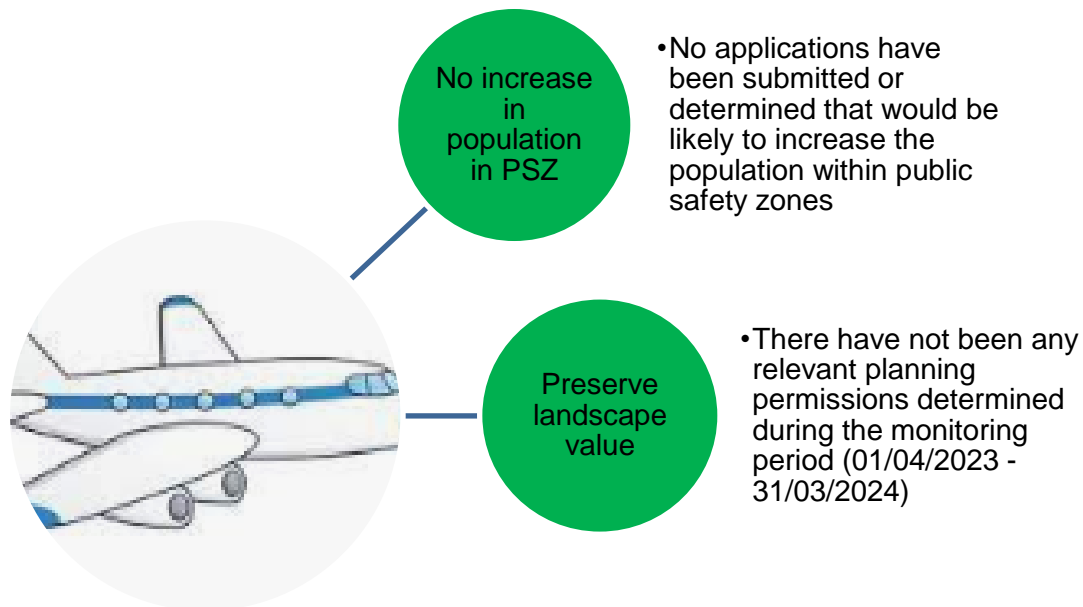 No increase
in
population
in PSZ
•No applications have
been submitted or
determined that would be
likely to increase the
population within public
safety zones
Preserve
landscape
value
•There have not been any
relevant planning
permissions determined
during the monitoring
period (01/04/2023 -
31/03/2024)